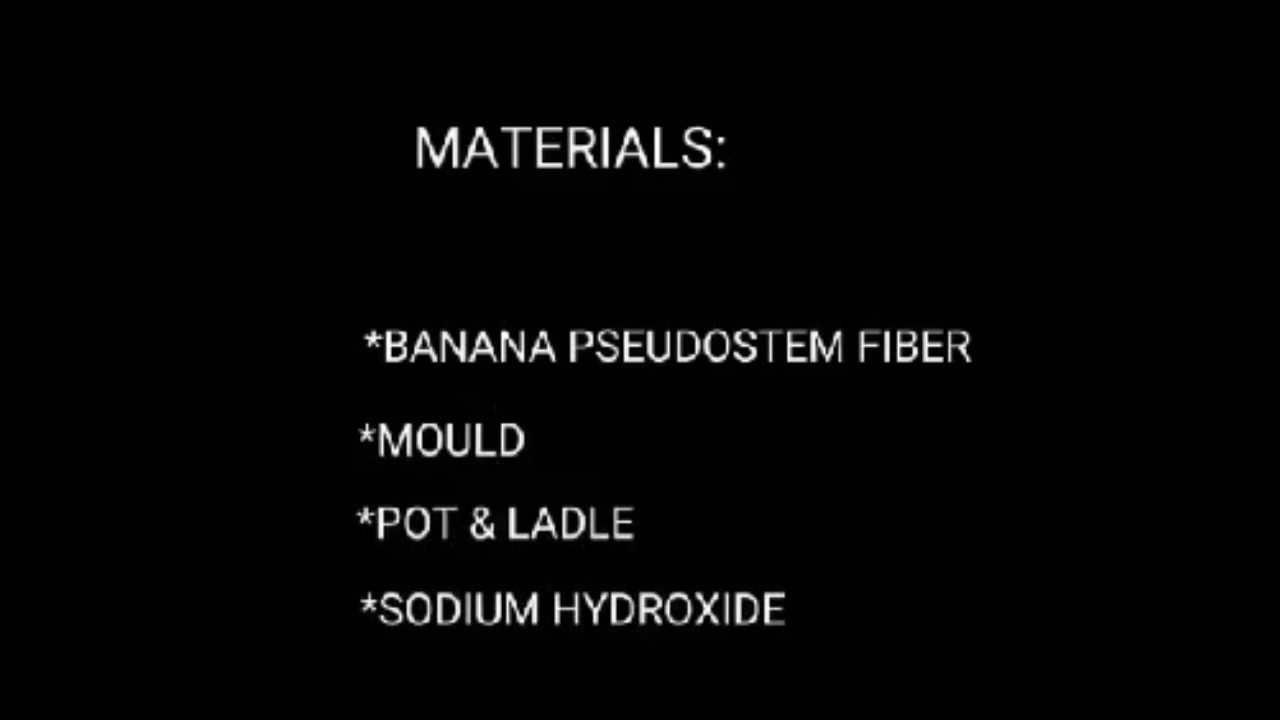 MATERIALS:
*BANANA PSEUDOSTEM FIBER
*MOULD
*POT & LADLE
*SODIUM HYDROXIDE